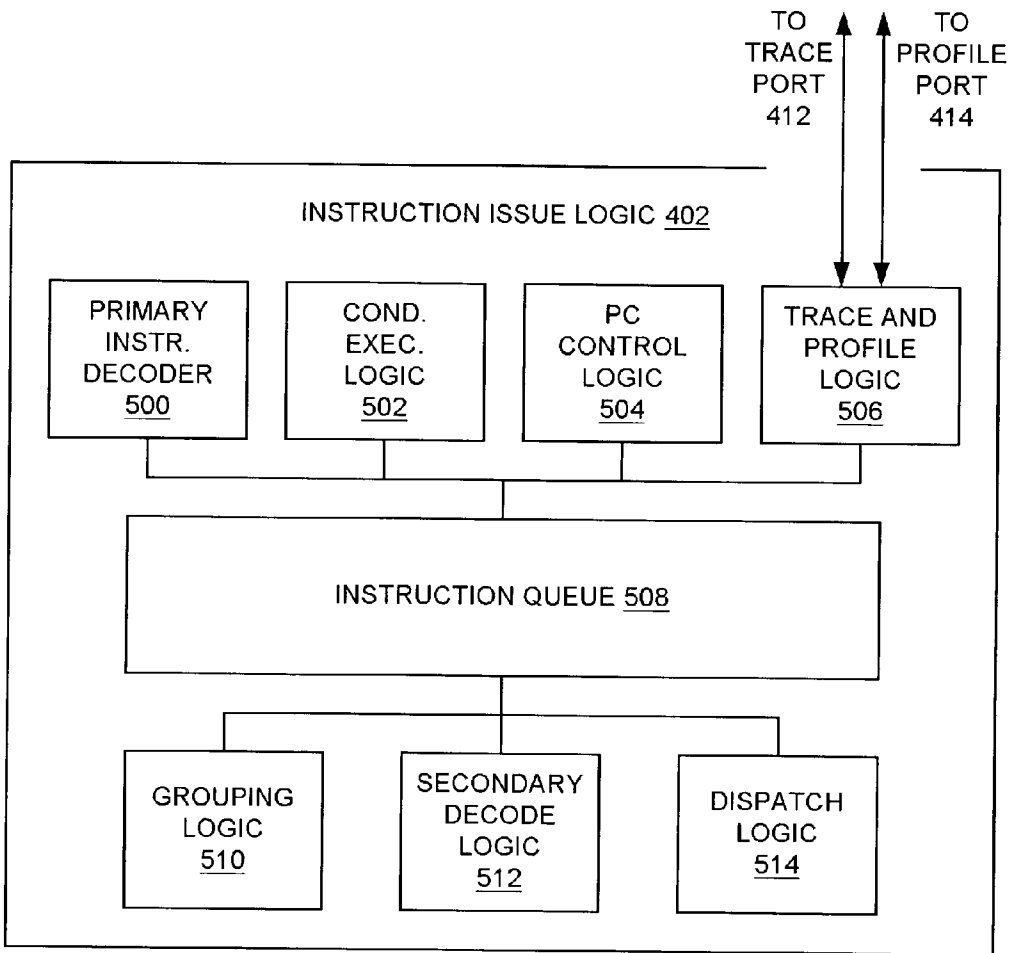 TO
TRACE
PORT
412
TO
PROFILE
PORT
414
INSTRUCTION ISSUE LOGIC 402
PRIMARY
INSTR.
DECODER
500
COND.
EXEC.
LOGIC
502
PC
CONTROL
LOGIC
504
TRACE AND
PROFILE
LOGIC
506
INSTRUCTION QUEUE 508
GROUPING
LOGIC
510
SECONDARY
DECODE
LOGIC
512
DISPATCH
LOGIC
514